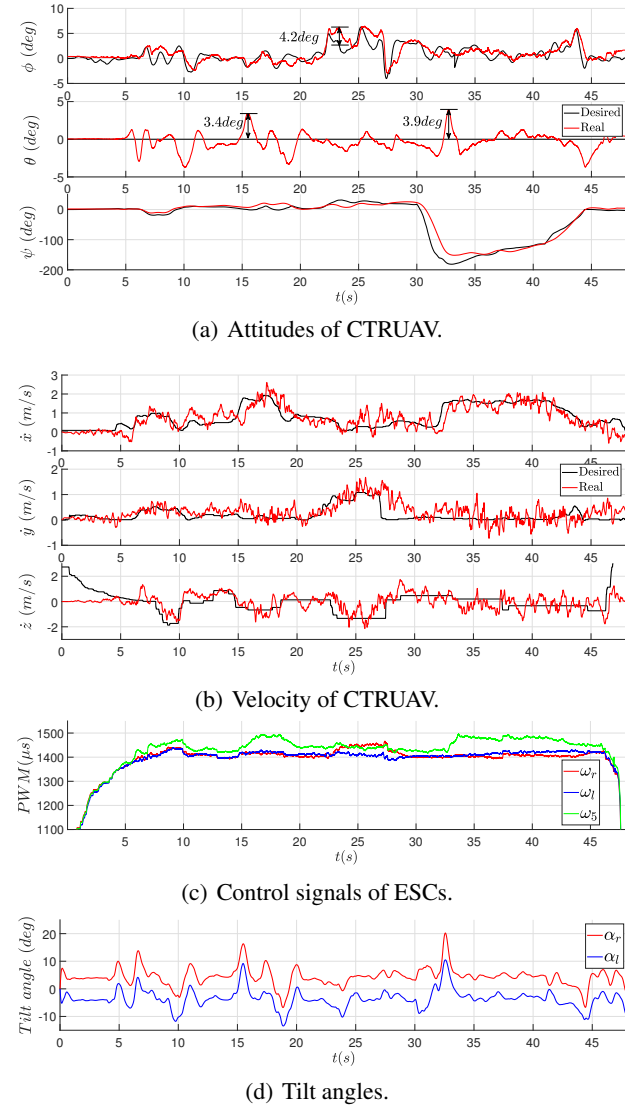 10
5
0
-5
ϕ (deg)
4.2deg
0 5 10 15 20 25 30 35 40 45
5
0
-5
θ (deg)
3.4deg
3.9deg
Desired
Real
0 5 10 15 20 25 30 35 40 45
0
-100
-200
ψ (deg)
0 5 10 15 20 25 30 35 40 45
t(s)
(a) Attitudes of CTRUAV.
3
2
1
0
-1
ẋ (m/s)
0 5 10 15 20 25 30 35 40 45
2
1
0
-1
ẏ (m/s)
Desired
Real
0 5 10 15 20 25 30 35 40 45
2
0
-2
ż (m/s)
0 5 10 15 20 25 30 35 40 45
t(s)
(b) Velocity of CTRUAV.
1500
1400
1300
1200
1100
PWM(μs)
ω_r
ω_l
ω_5
5 10 15 20 25 30 35 40 45
t(s)
(c) Control signals of ESCs.
20
10
0
-10
Tilt angle (deg)
α_r
α_l
0 5 10 15 20 25 30 35 40 45
t(s)
(d) Tilt angles.